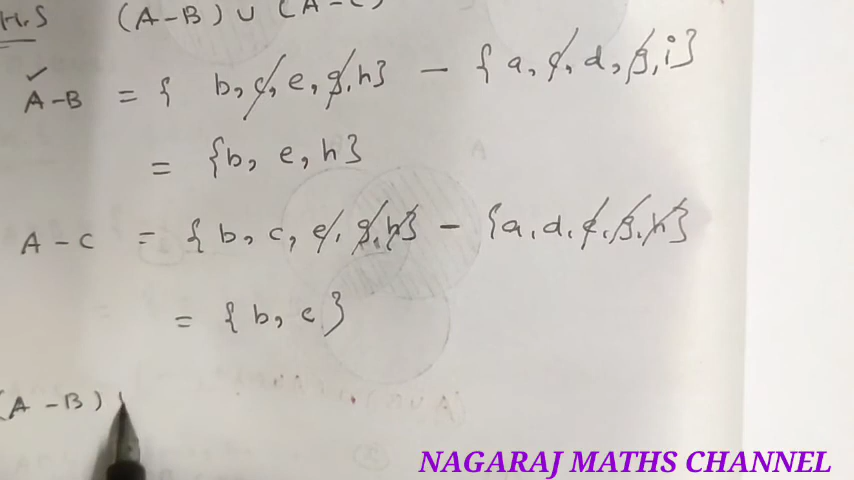 H.S (A-B) ∪ (A-C)
A-B = { b, c, e, g, h} - { a, c, d, g, i}
= {b, e, h}
A-C = { b, c, e, g, h} - {a, d, e, g, h}
= { b, c }
(A-B)
NAGARAJ MATHS CHANNEL